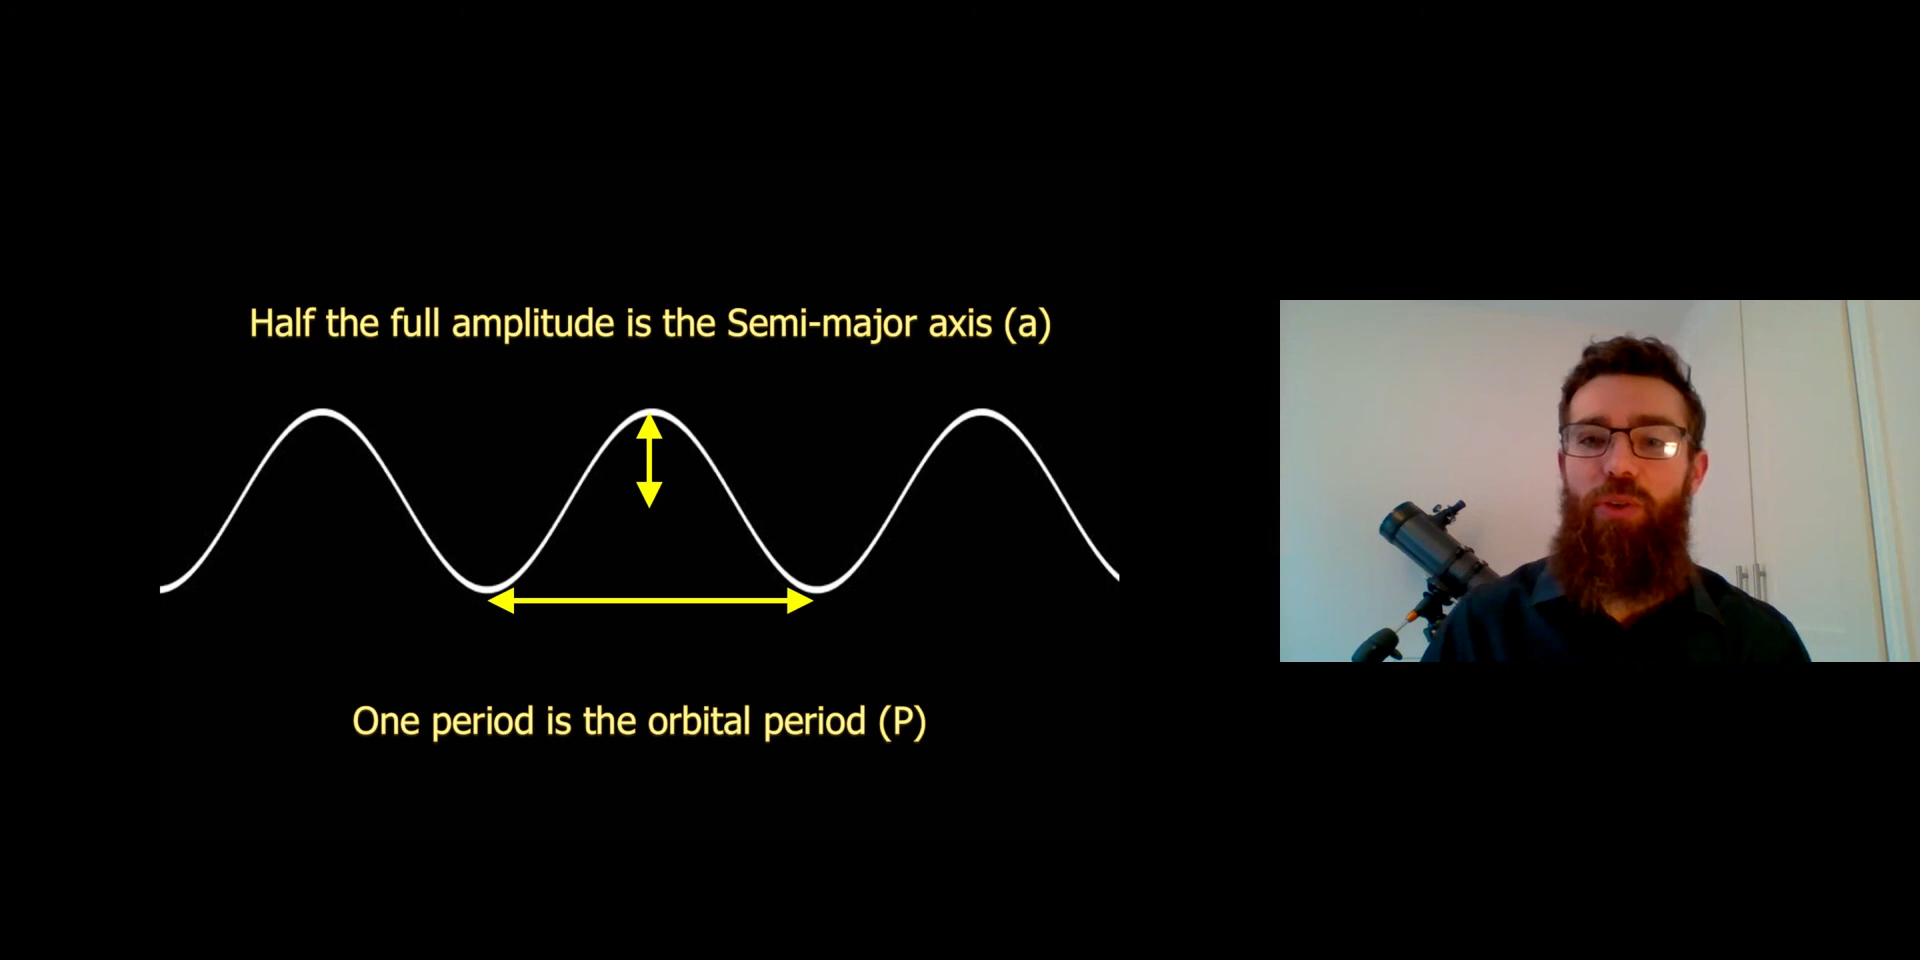 Half the full amplitude is the Semi-major axis (a)
One period is the orbital period (P)